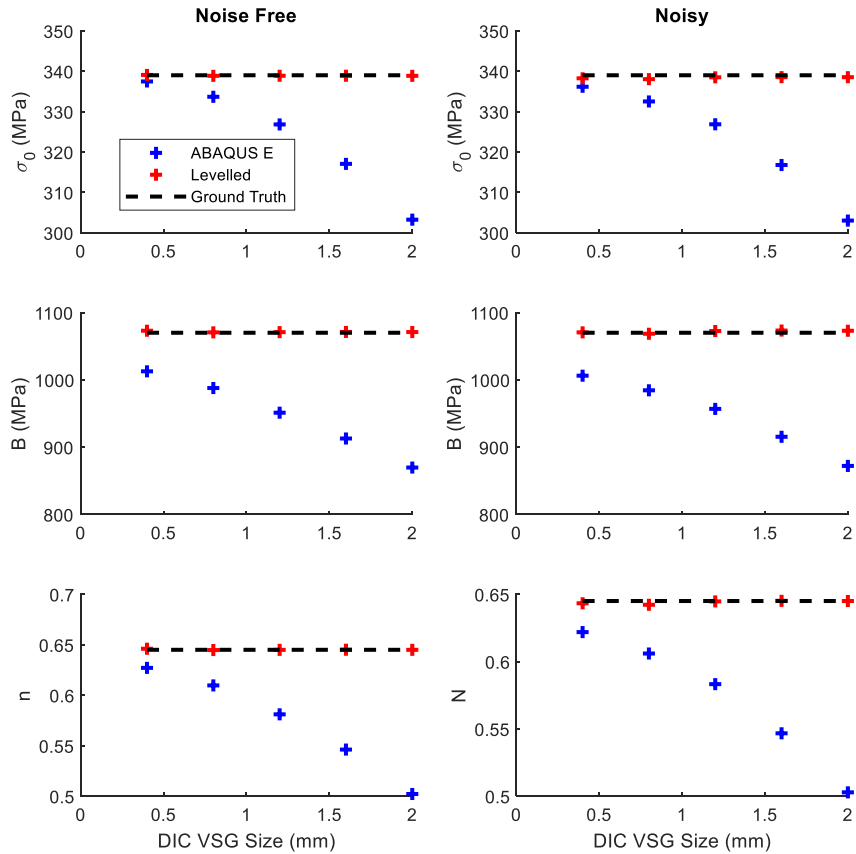 Noise Free
350
340
330
320
310
300
σ0 (MPa)
ABAQUS E
Levelled
Ground Truth
0 0.5 1 1.5 2
Noisy
350
340
330
320
310
300
σ0 (MPa)
0 0.5 1 1.5 2
1100
1000
900
800
B (MPa)
0 0.5 1 1.5 2
1100
1000
900
800
B (MPa)
0 0.5 1 1.5 2
0.7
0.65
0.6
0.55
0.5
n
0 0.5 1 1.5 2
DIC VSG Size (mm)
0.65
0.6
0.55
0.5
N
0 0.5 1 1.5 2
DIC VSG Size (mm)